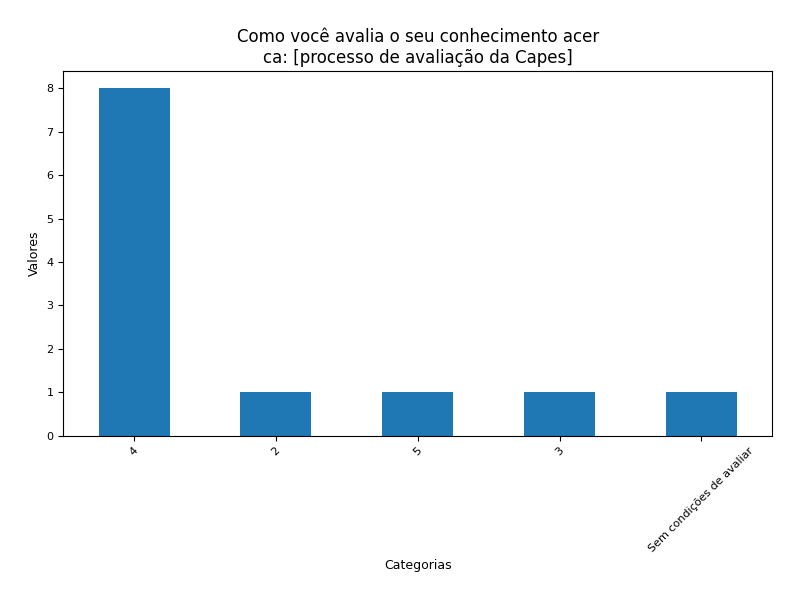 Como você avalia o seu conhecimento acer
ca: [processo de avaliação da Capes]
Valores
8
7
6
5
4
3
2
1
0
4
2
5
3
Sem condições de avaliar
Categorias